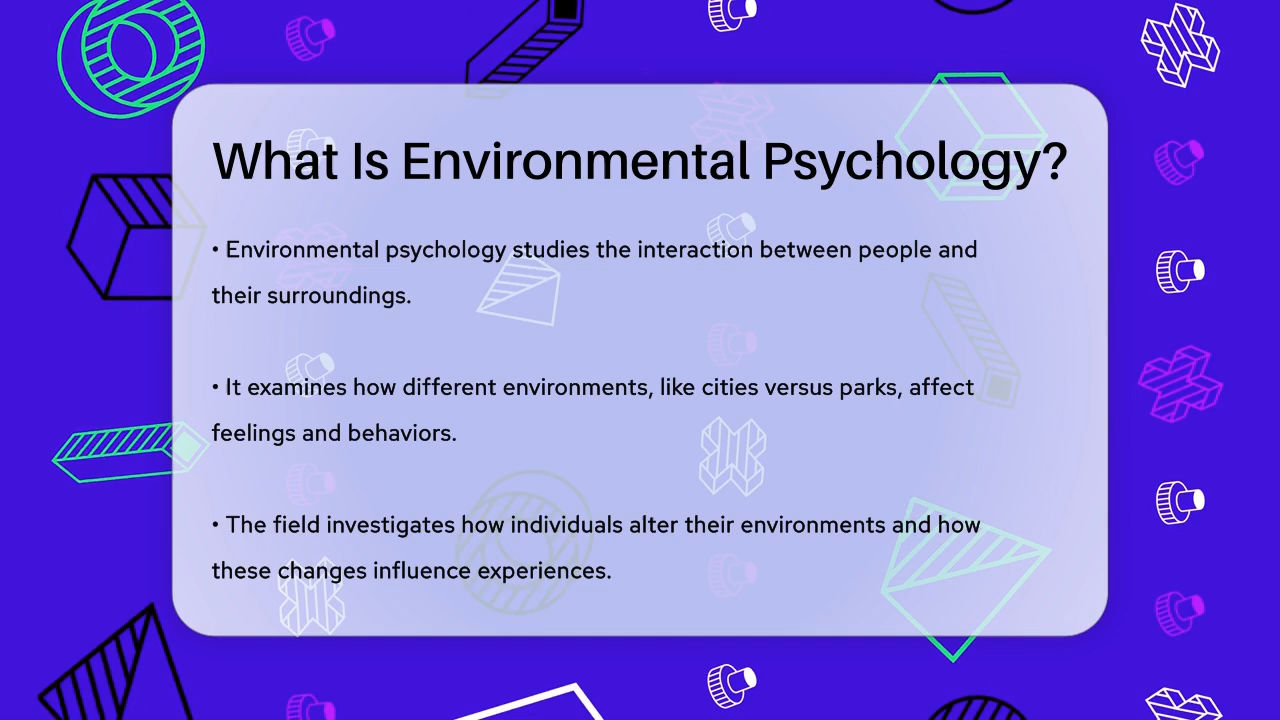 What Is Environmental Psychology?
• Environmental psychology studies the interaction between people and
their surroundings.
• It examines how different environments, like cities versus parks, affect
feelings and behaviors.
• The field investigates how individuals alter their environments and how
these changes influence experiences.